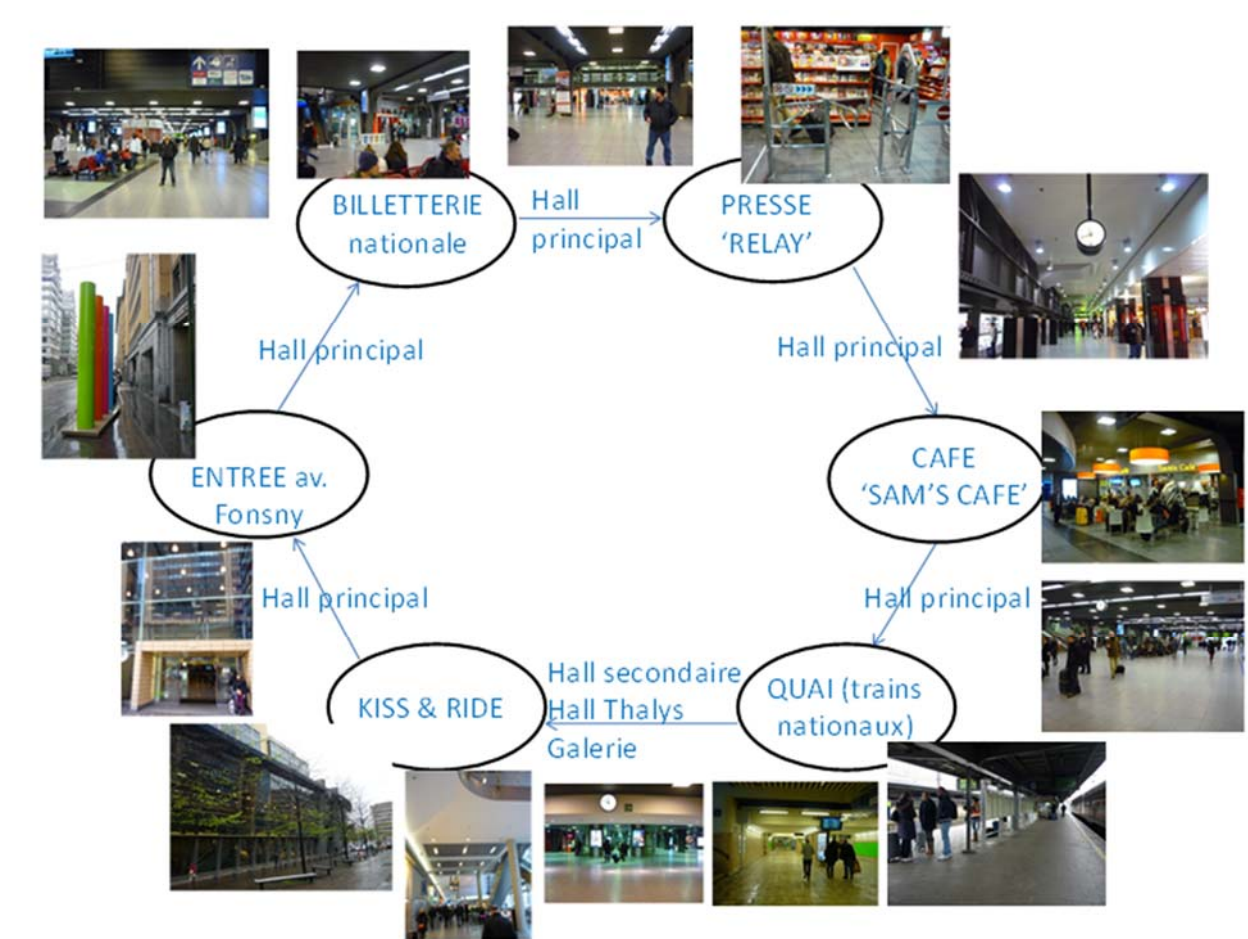 BILLETTERIE
nationale
Hall
principal
PRESSE
‘RELAY’
Hall principal
CAFE
‘SAM’S CAFE’
Hall principal
QUAI (trains
nationaux)
Hall secondaire
Hall Thalys
Galerie
KISS & RIDE
Hall principal
ENTREE av.
Fonsny
Hall principal